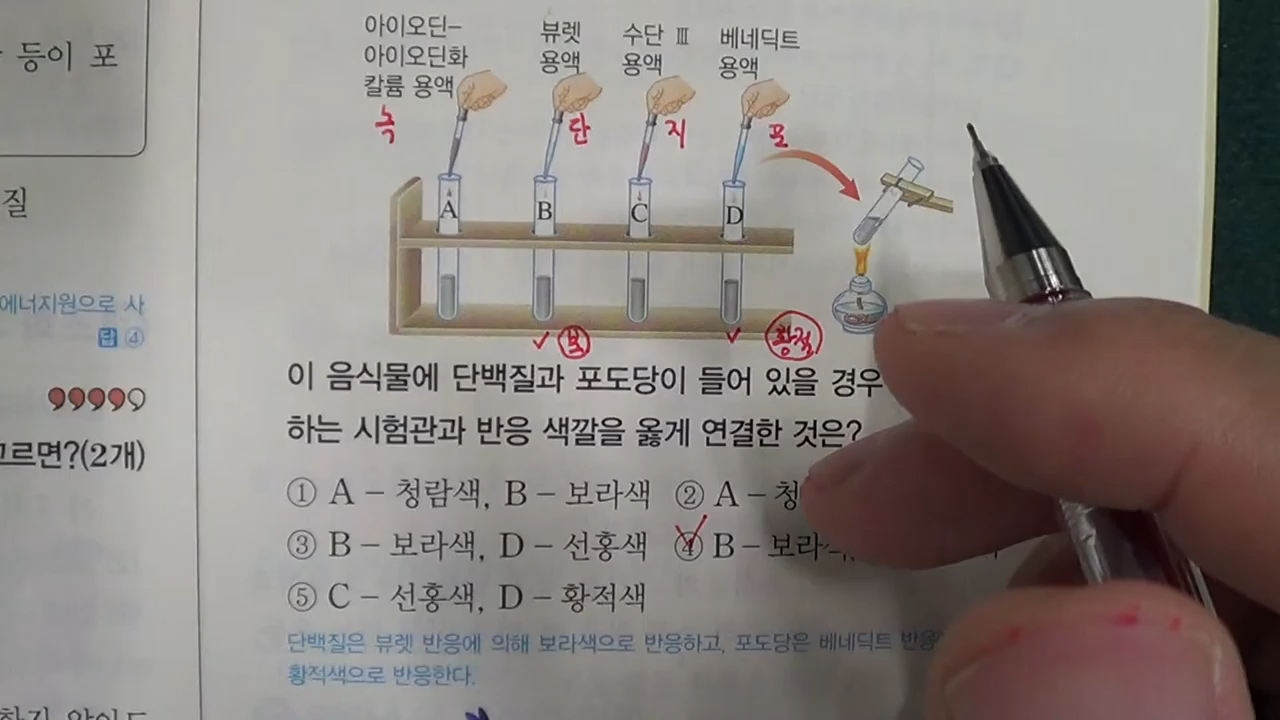 등이 포
질
에너지원으로 사
답 ④
고르면?(2개)
아이오딘-
아이오딘화
칼륨 용액
뷰렛
용액
수단 Ⅲ
용액
베네딕트
용액
녹
단
지
포
A
B
C
D
보
황적
이 음식물에 단백질과 포도당이 들어 있을 경우
하는 시험관과 반응 색깔을 옳게 연결한 것은?
① A – 청람색, B – 보라색 ② A – 청
③ B – 보라색, D – 선홍색 ④ B – 보라
⑤ C – 선홍색, D – 황적색
단백질은 뷰렛 반응에 의해 보라색으로 반응하고, 포도당은 베네딕트 반응
황적색으로 반응한다.